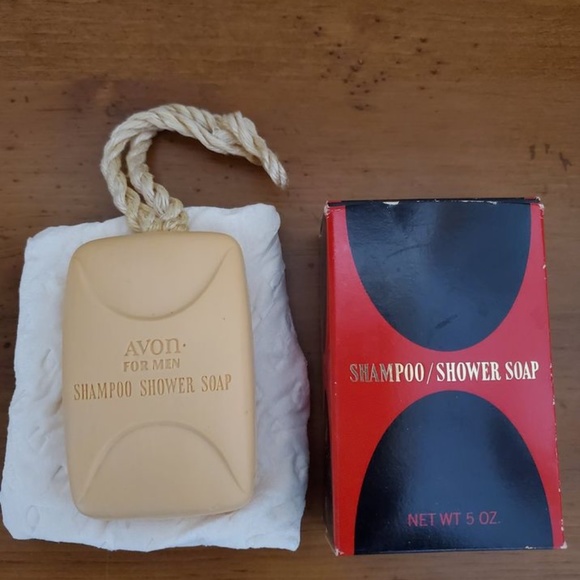 AVON.
FOR MEN
SHAMPOO SHOWER SOAP
SHAMPOO/SHOWER SOAP
NET WT 5 OZ.